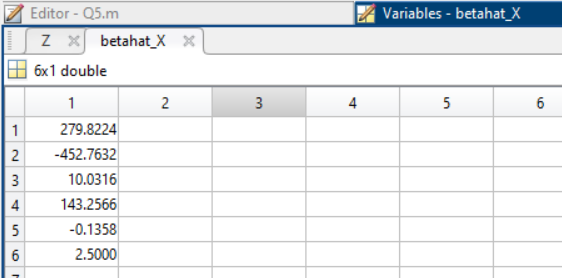 Editor - Q5.m Variables - betahat_X
Z betahat_X
6x1 double
1 2 3 4 5 6
1 279.8224
2 -452.7632
3 10.0316
4 143.2566
5 -0.1358
6 2.5000